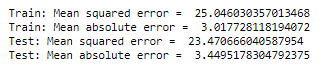 Train: Mean squared error =  25.046030357013468
Train: Mean absolute error =  3.017728118194072
Test: Mean squared error = 23.470666040587954
Test: Mean absolute error =  3.4495178304792375